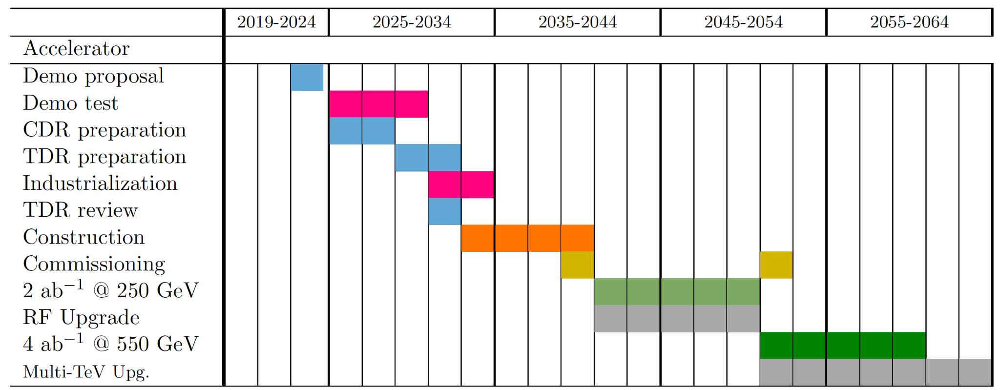 2019-2024 2025-2034 2035-2044 2045-2054 2055-2064
Accelerator
Demo proposal
Demo test
CDR preparation
TDR preparation
Industrialization
TDR review
Construction
Commissioning
2 ab⁻¹ @ 250 GeV
RF Upgrade
4 ab⁻¹ @ 550 GeV
Multi-TeV Upg.